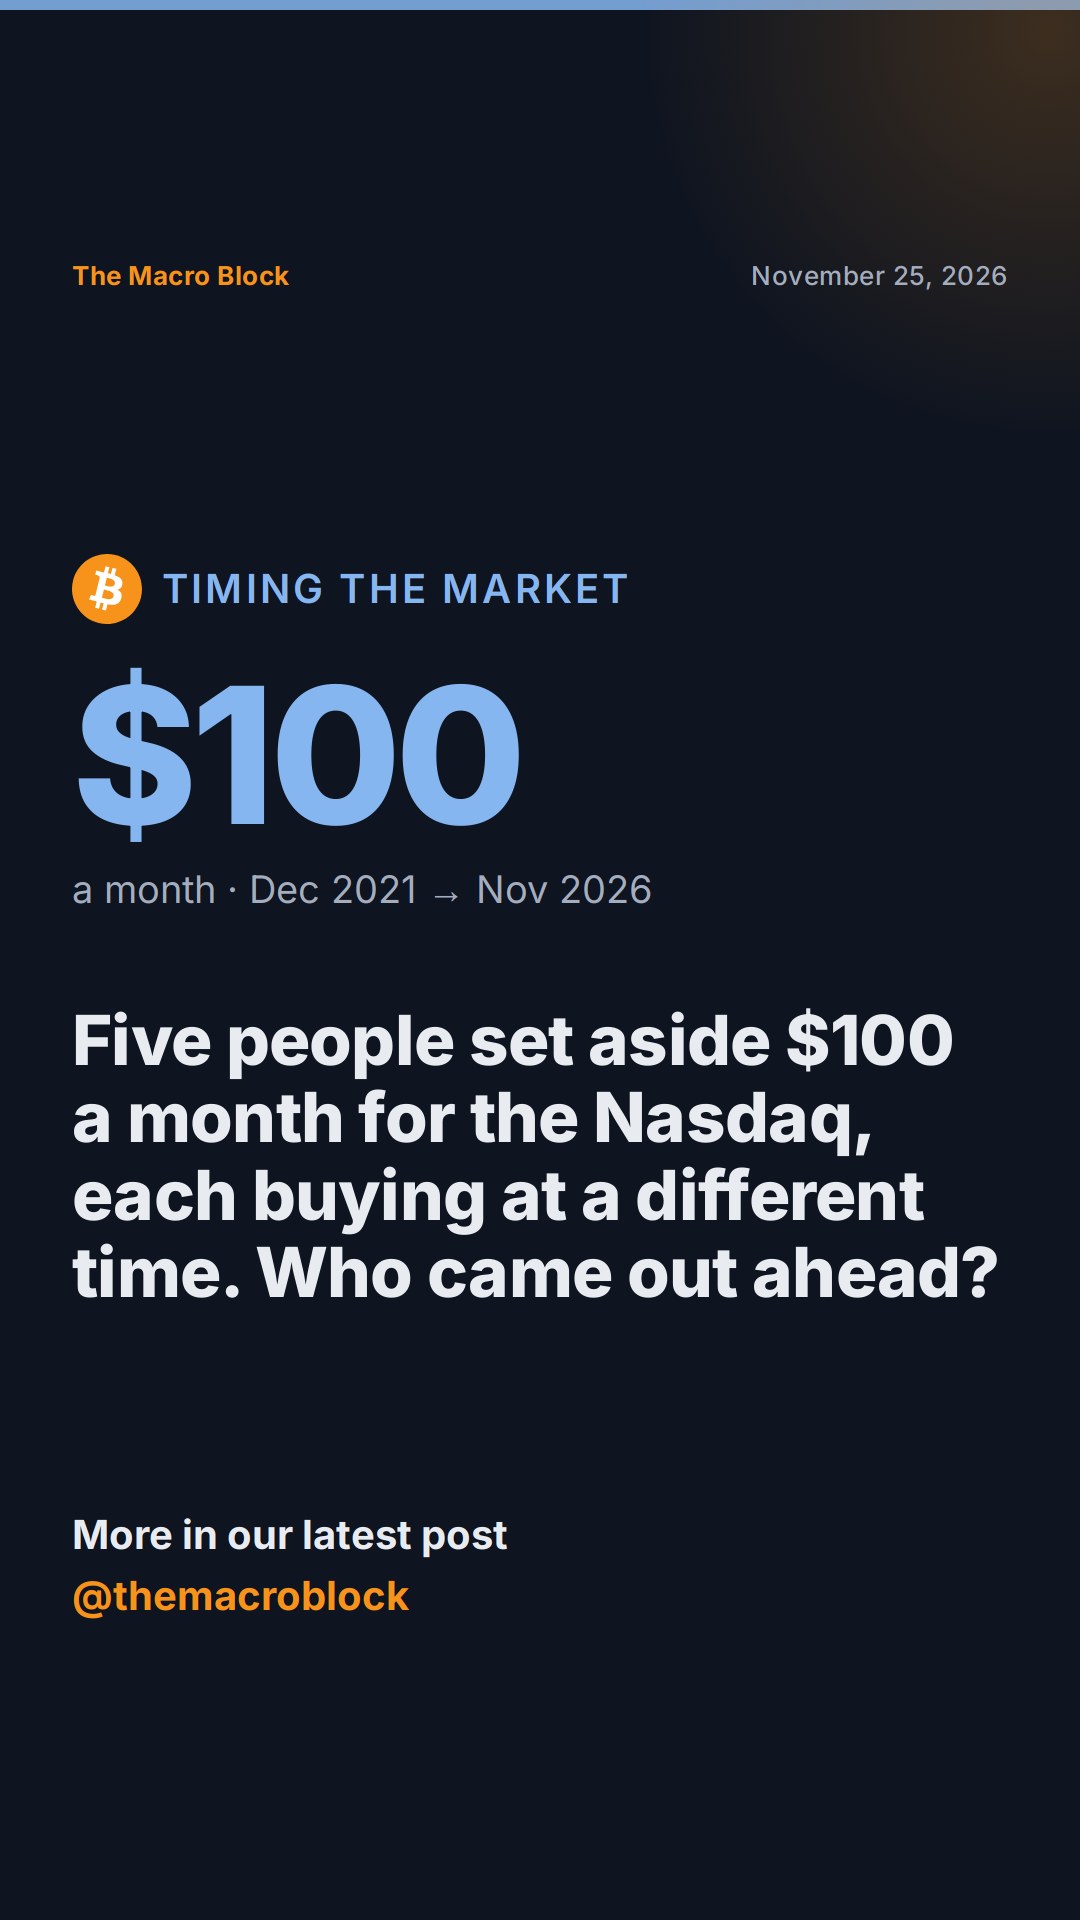 The Macro Block
November 25, 2026
TIMING THE MARKET
$100
a month · Dec 2021 → Nov 2026
Five people set aside $100
a month for the Nasdaq,
each buying at a different
time. Who came out ahead?
More in our latest post
@themacroblock